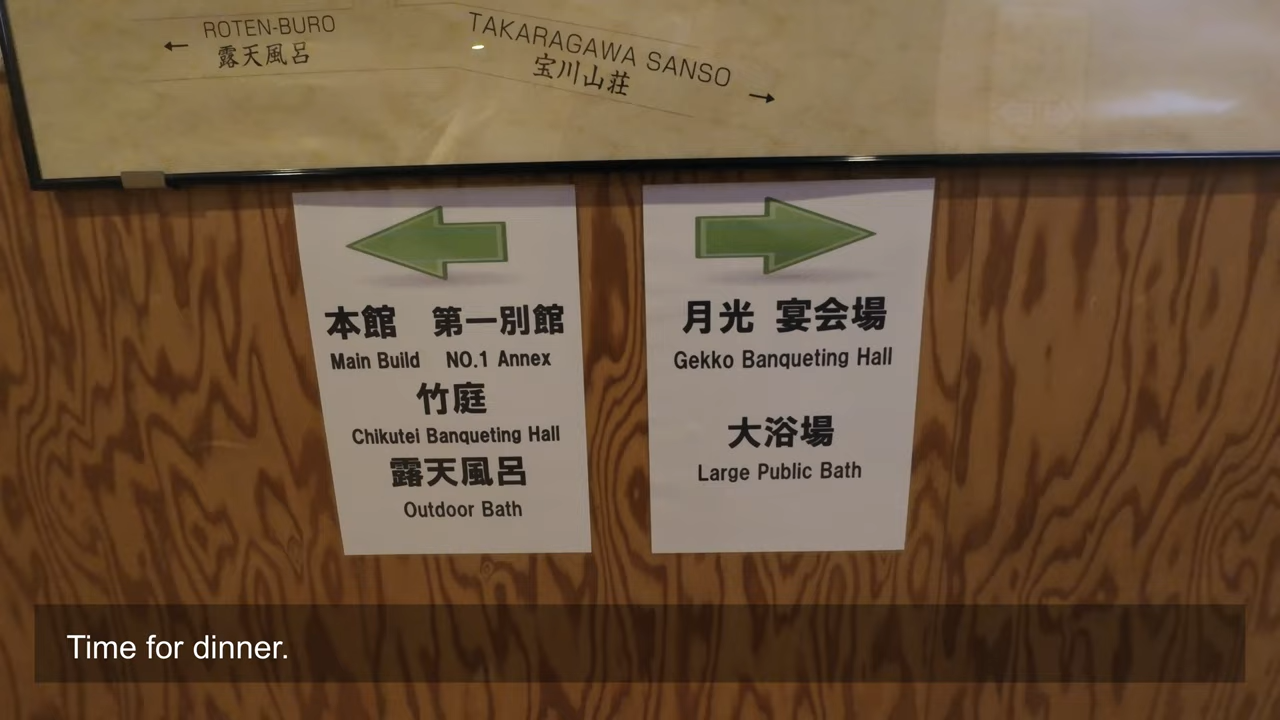 ROTEN-BURO
← 露天風呂
TAKARAGAWA SANSO
宝川山荘 →
本館 第一別館
Main Build NO.1 Annex
竹庭
Chikutei Banqueting Hall
露天風呂
Outdoor Bath
月光 宴会場
Gekko Banqueting Hall
大浴場
Large Public Bath
Time for dinner.